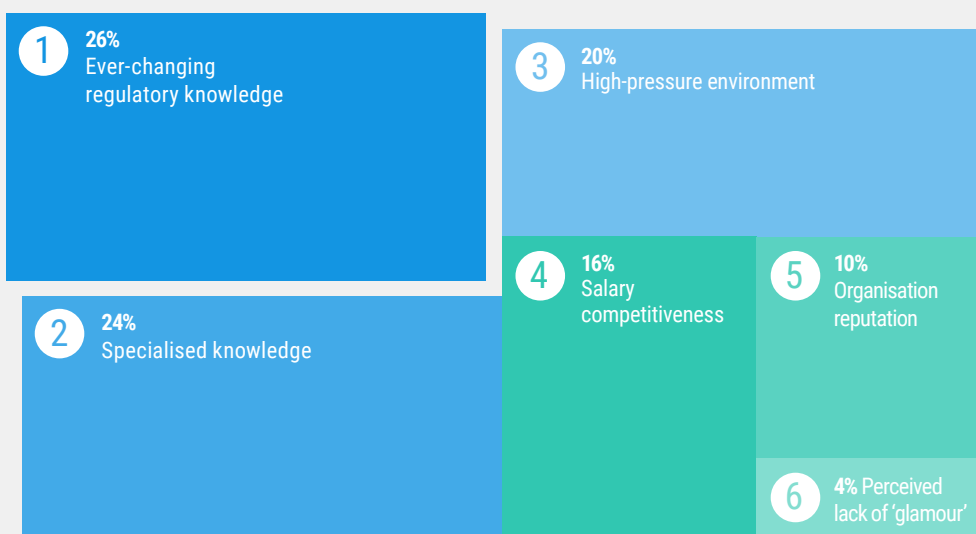 1
26%
Ever-changing
regulatory knowledge
2
24%
Specialised knowledge
3
20%
High-pressure environment
4
16%
Salary
competitiveness
5
10%
Organisation
reputation
6
4% Perceived
lack of ‘glamour’